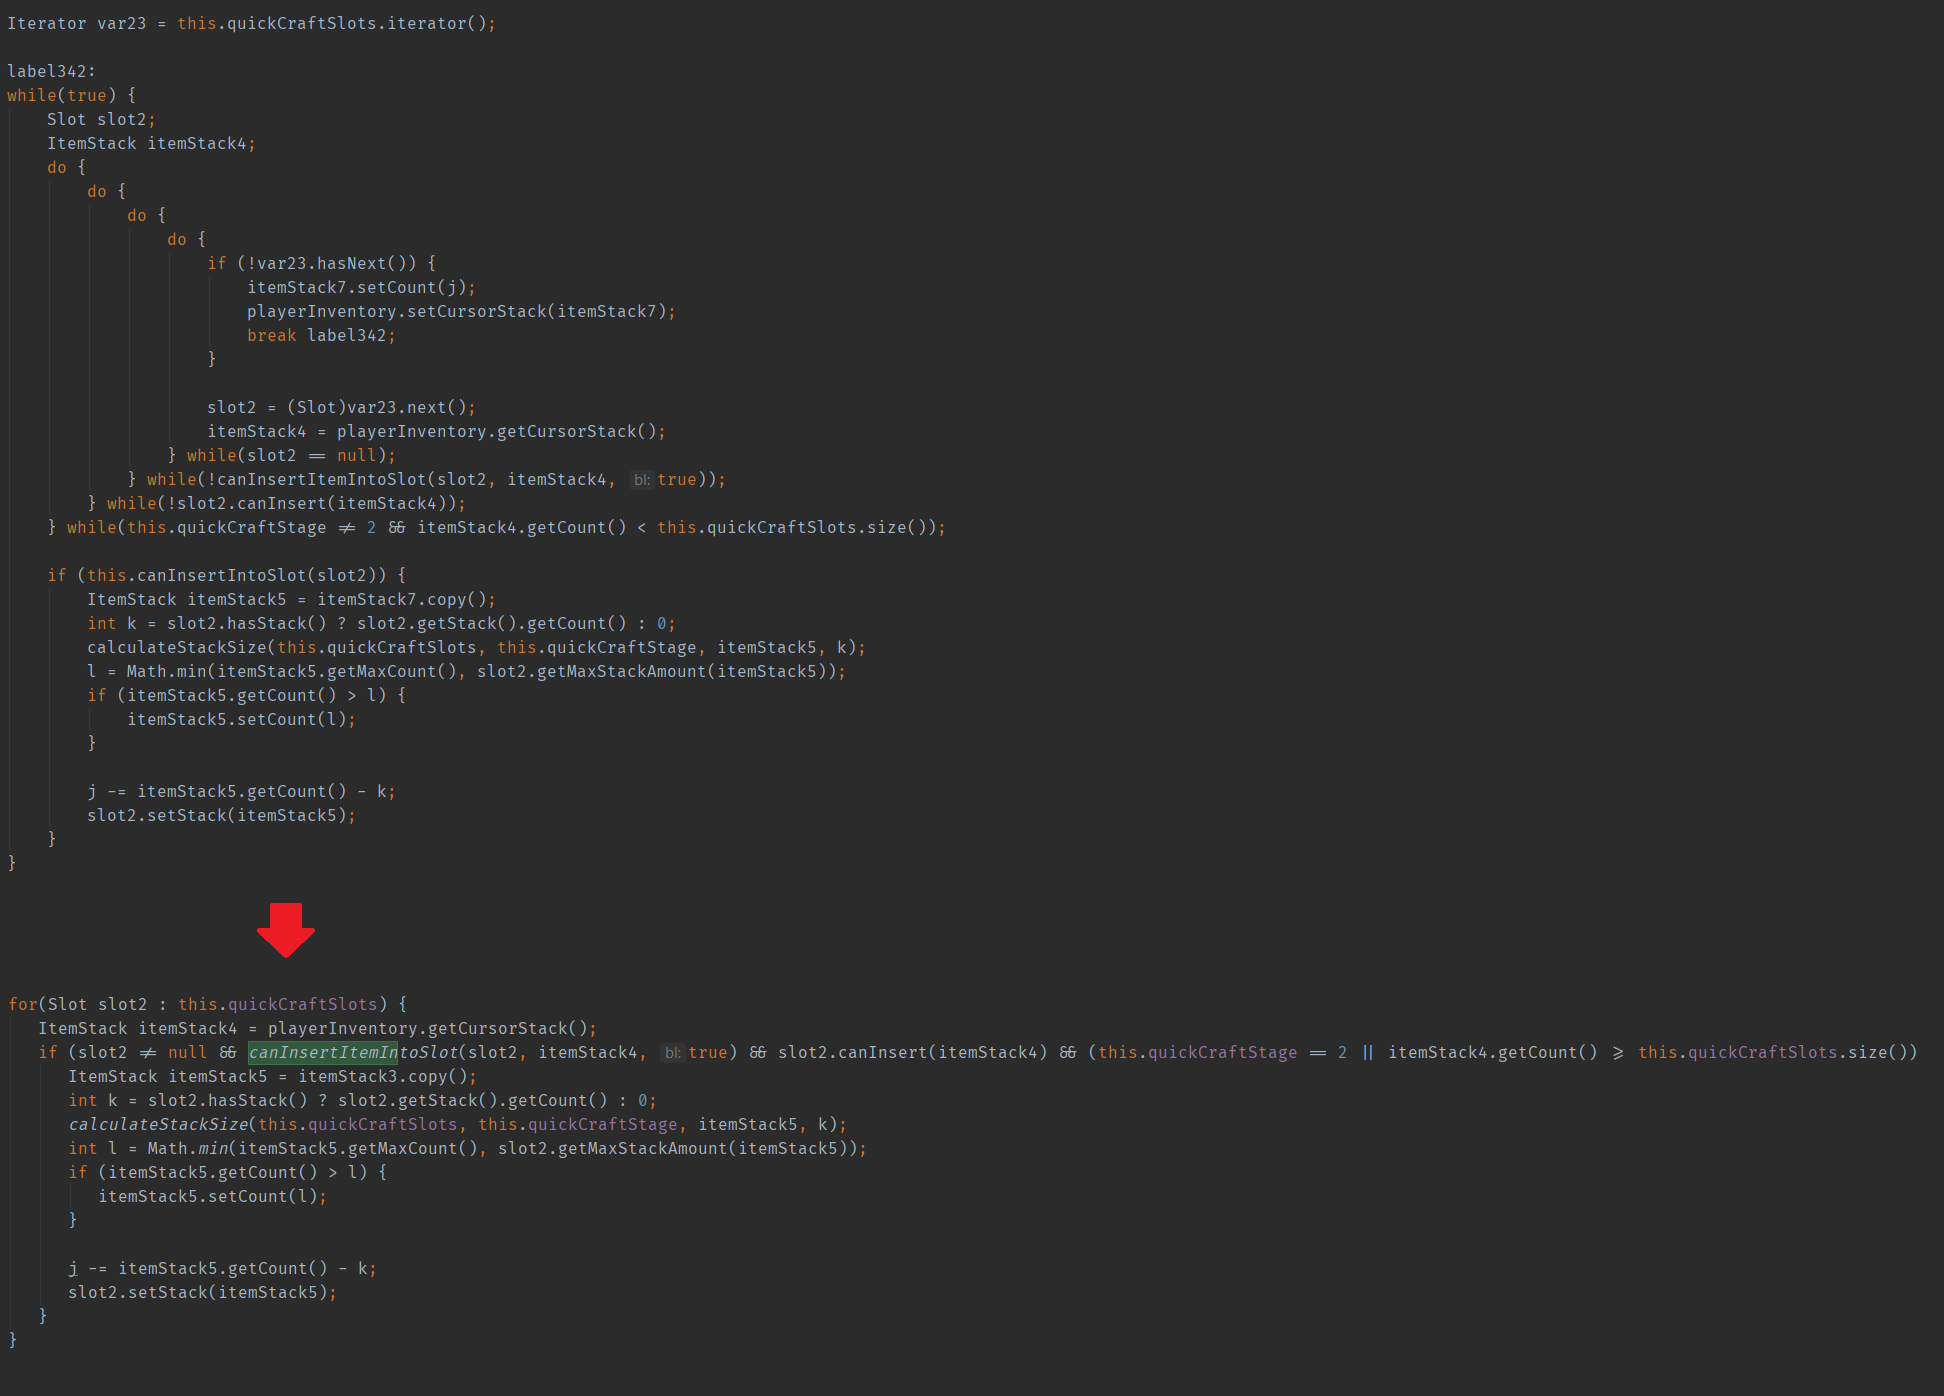 Iterator var23 = this.quickCraftSlots.iterator();
label342:
while(true) {
Slot slot2;
ItemStack itemStack4;
do {
do {
do {
do {
if (!var23.hasNext()) {
itemStack7.setCount(j);
playerInventory.setCursorStack(itemStack7);
break label342;
}
slot2 = (Slot)var23.next();
itemStack4 = playerInventory.getCursorStack();
} while(slot2 == null);
} while(!canInsertItemIntoSlot(slot2, itemStack4, bl: true));
} while(!slot2.canInsert(itemStack4));
} while(this.quickCraftStage != 2 && itemStack4.getCount() < this.quickCraftSlots.size());
if (this.canInsertIntoSlot(slot2)) {
ItemStack itemStack5 = itemStack7.copy();
int k = slot2.hasStack() ? slot2.getStack().getCount() : 0;
calculateStackSize(this.quickCraftSlots, this.quickCraftStage, itemStack5, k);
l = Math.min(itemStack5.getMaxCount(), slot2.getMaxStackAmount(itemStack5));
if (itemStack5.getCount() > l) {
itemStack5.setCount(l);
}
j -= itemStack5.getCount() - k;
slot2.setStack(itemStack5);
}
}
for(Slot slot2 : this.quickCraftSlots) {
ItemStack itemStack4 = playerInventory.getCursorStack();
if (slot2 != null && canInsertItemIntoSlot(slot2, itemStack4, bl: true) && slot2.canInsert(itemStack4) && (this.quickCraftStage == 2 || itemStack4.getCount() >= this.quickCraftSlots.size())
ItemStack itemStack5 = itemStack3.copy();
int k = slot2.hasStack() ? slot2.getStack().getCount() : 0;
calculateStackSize(this.quickCraftSlots, this.quickCraftStage, itemStack5, k);
int l = Math.min(itemStack5.getMaxCount(), slot2.getMaxStackAmount(itemStack5));
if (itemStack5.getCount() > l) {
itemStack5.setCount(l);
}
j -= itemStack5.getCount() - k;
slot2.setStack(itemStack5);
}
}